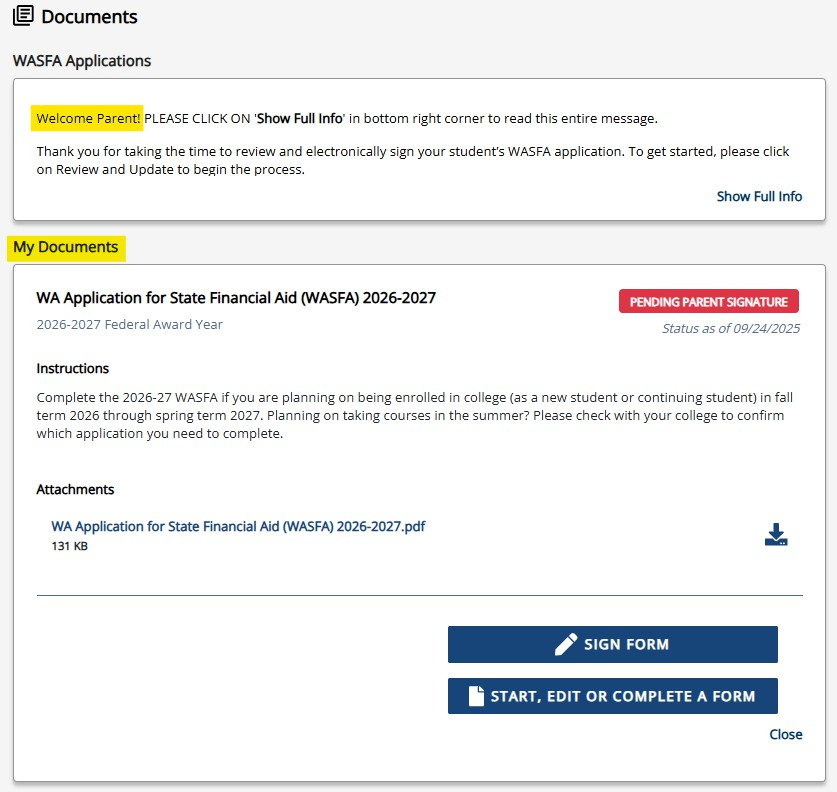 Documents
WASFA Applications
Welcome Parent! PLEASE CLICK ON 'Show Full Info' in bottom right corner to read this entire message.
Thank you for taking the time to review and electronically sign your student's WASFA application. To get started, please click
on Review and Update to begin the process.
Show Full Info
My Documents
WA Application for State Financial Aid (WASFA) 2026-2027
PENDING PARENT SIGNATURE
2026-2027 Federal Award Year
Status as of 09/24/2025
Instructions
Complete the 2026-27 WASFA if you are planning on being enrolled in college (as a new student or continuing student) in fall
term 2026 through spring term 2027. Planning on taking courses in the summer? Please check with your college to confirm
which application you need to complete.
Attachments
WA Application for State Financial Aid (WASFA) 2026-2027.pdf
131 KB
SIGN FORM
START, EDIT OR COMPLETE A FORM
Close